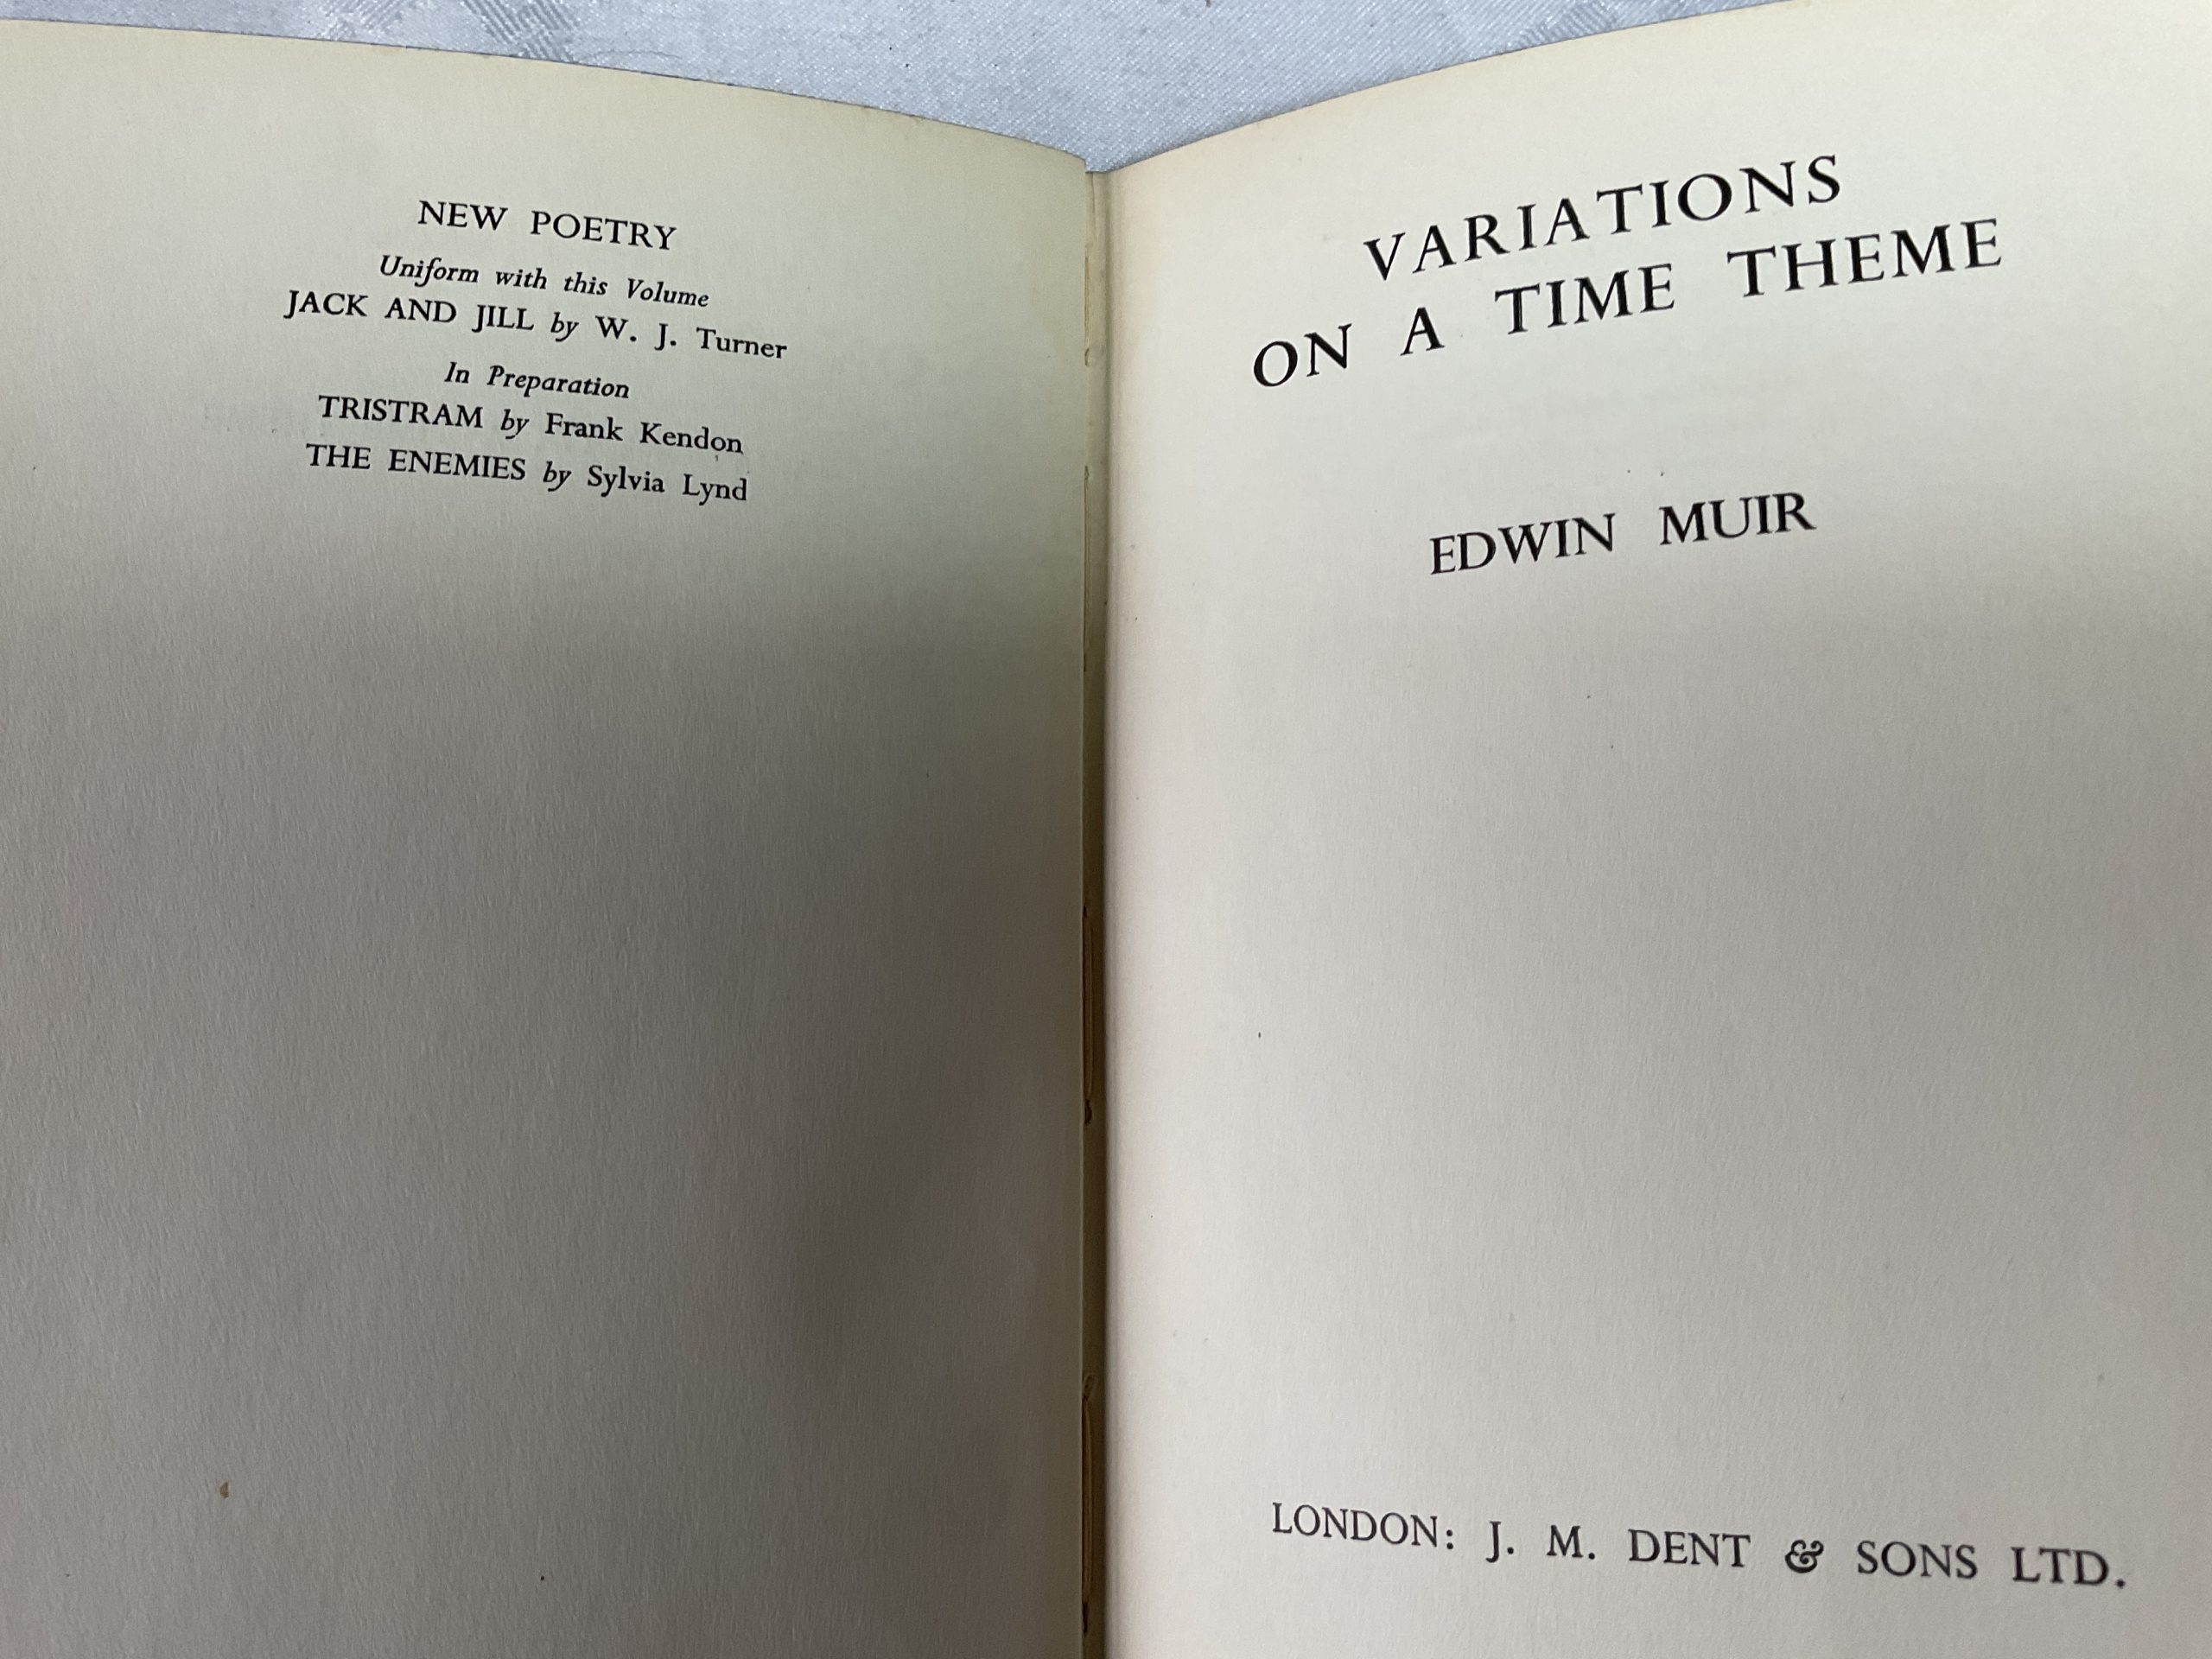 NEW POETRY
Uniform with this Volume
JACK AND JILL by W. J. Turner
In Preparation
TRISTRAM by Frank Kendon
THE ENEMIES by Sylvia Lynd
VARIATIONS
ON A TIME THEME
EDWIN MUIR
LONDON: J. M. DENT & SONS LTD.